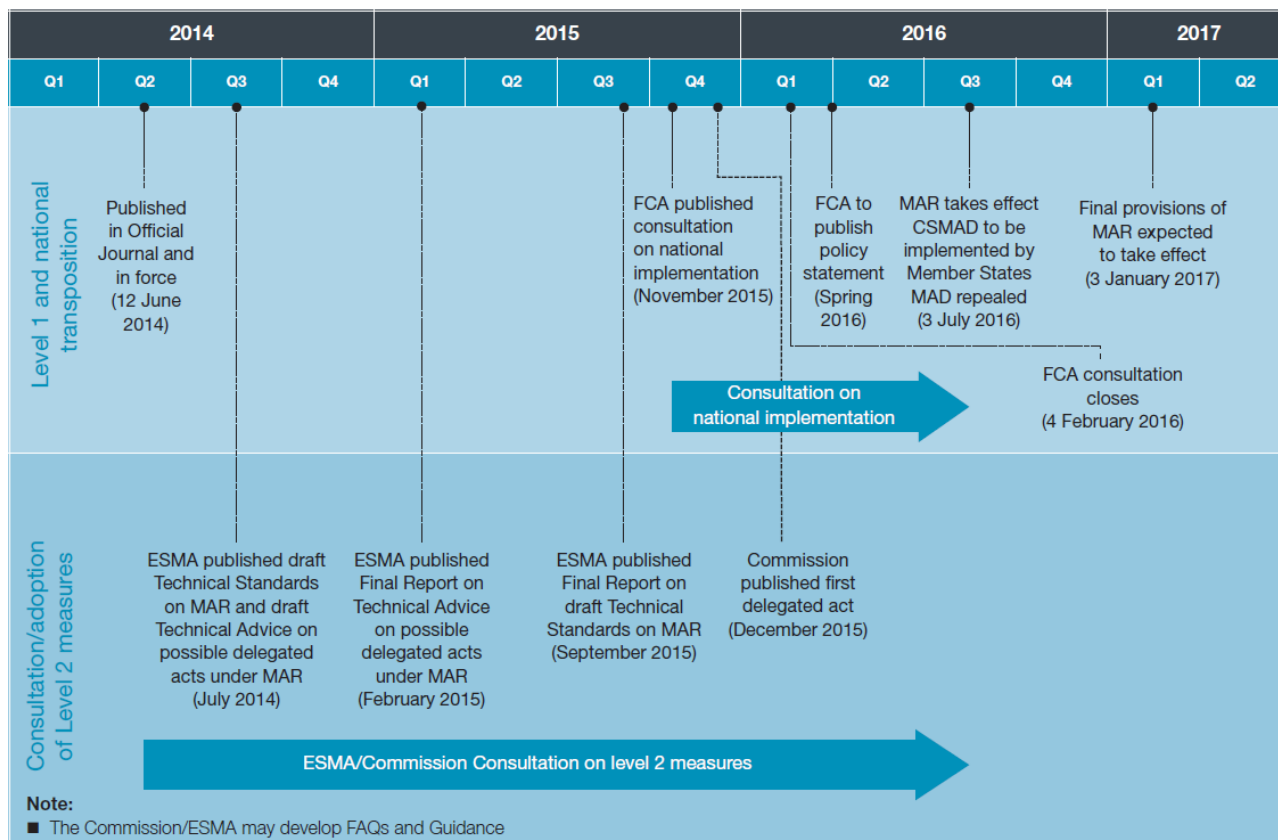 2014
2015
2016
2017
Q1
Q2
Q3
Q4
Q1
Q2
Q3
Q4
Q1
Q2
Q3
Q4
Q1
Q2
Level 1 and national
transposition
Published
in Official
Journal and
in force
(12 June
2014)
FCA published
consultation
on national
implementation
(November 2015)
FCA to
publish
policy
statement
(Spring
2016)
MAR takes effect
CSMAD to be
implemented by
Member States
MAD repealed
(3 July 2016)
Final provisions of
MAR expected
to take effect
(3 January 2017)
FCA consultation
closes
(4 February 2016)
Consultation on
national implementation
Consultation/adoption
of Level 2 measures
ESMA published draft
Technical Standards
on MAR and draft
Technical Advice on
possible delegated
acts under MAR
(July 2014)
ESMA published
Final Report on
Technical Advice
on possible
delegated acts
under MAR
(February 2015)
ESMA published
Final Report on
draft Technical
Standards on MAR
(September 2015)
Commission
published first
delegated act
(December 2015)
ESMA/Commission Consultation on level 2 measures
Note:
■ The Commission/ESMA may develop FAQs and Guidance